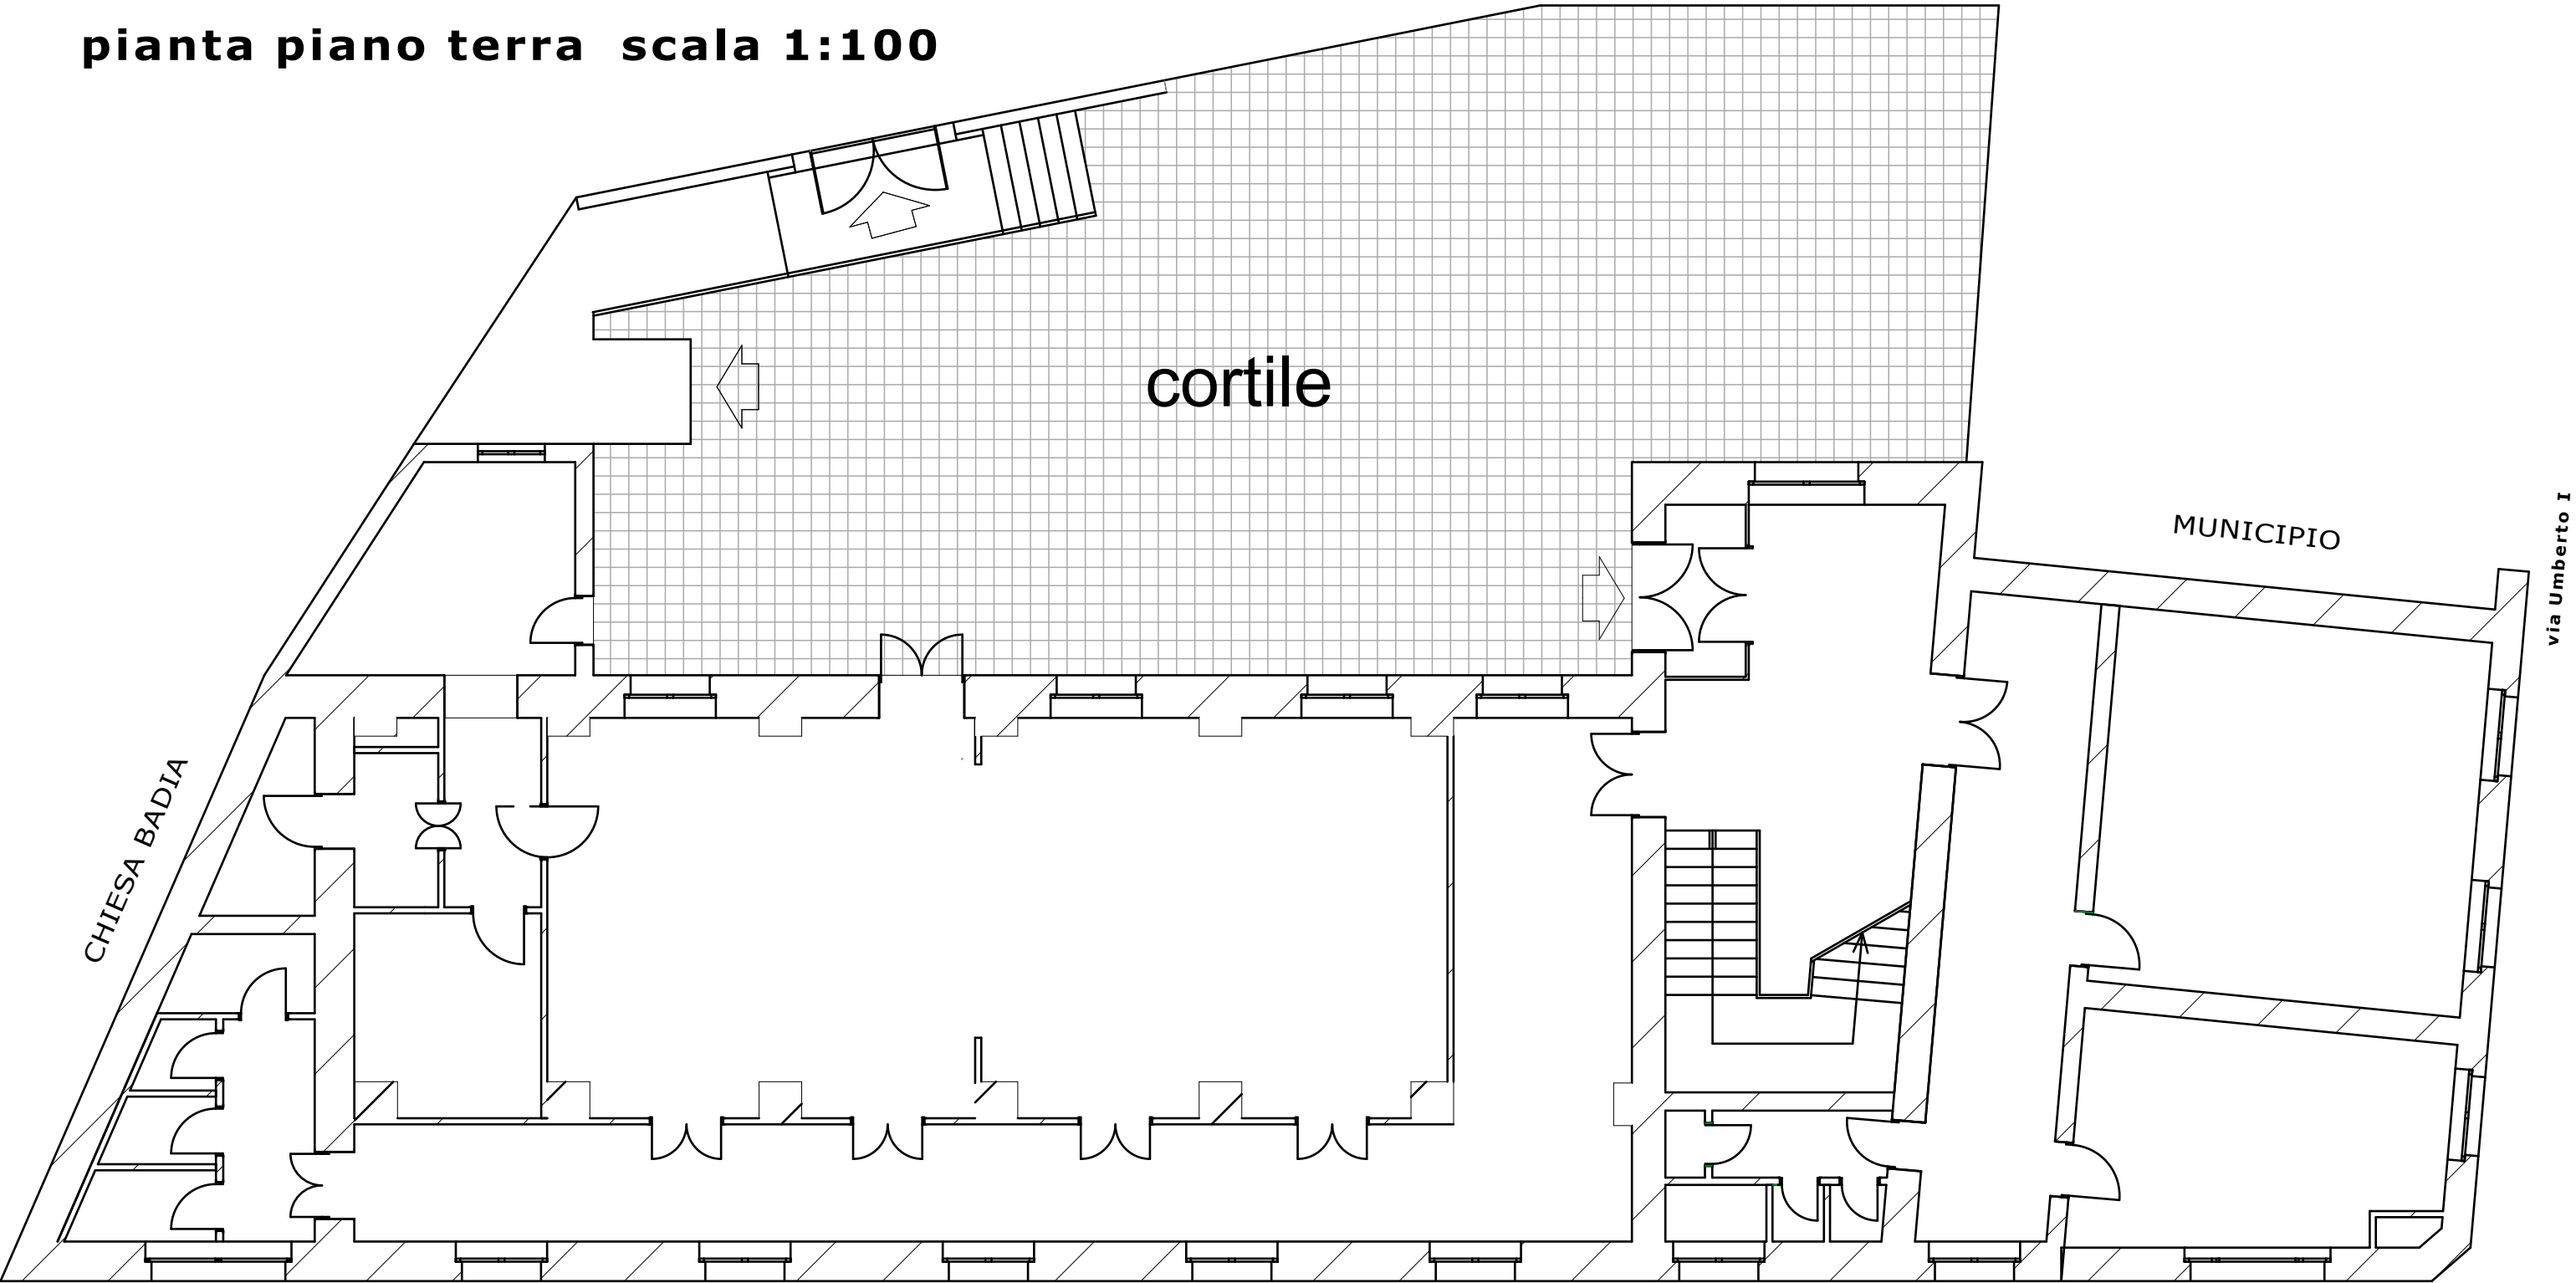 pianta piano terra scala 1:100
cortile
MUNICIPIO
via Umberto I
CHIESA BADIA